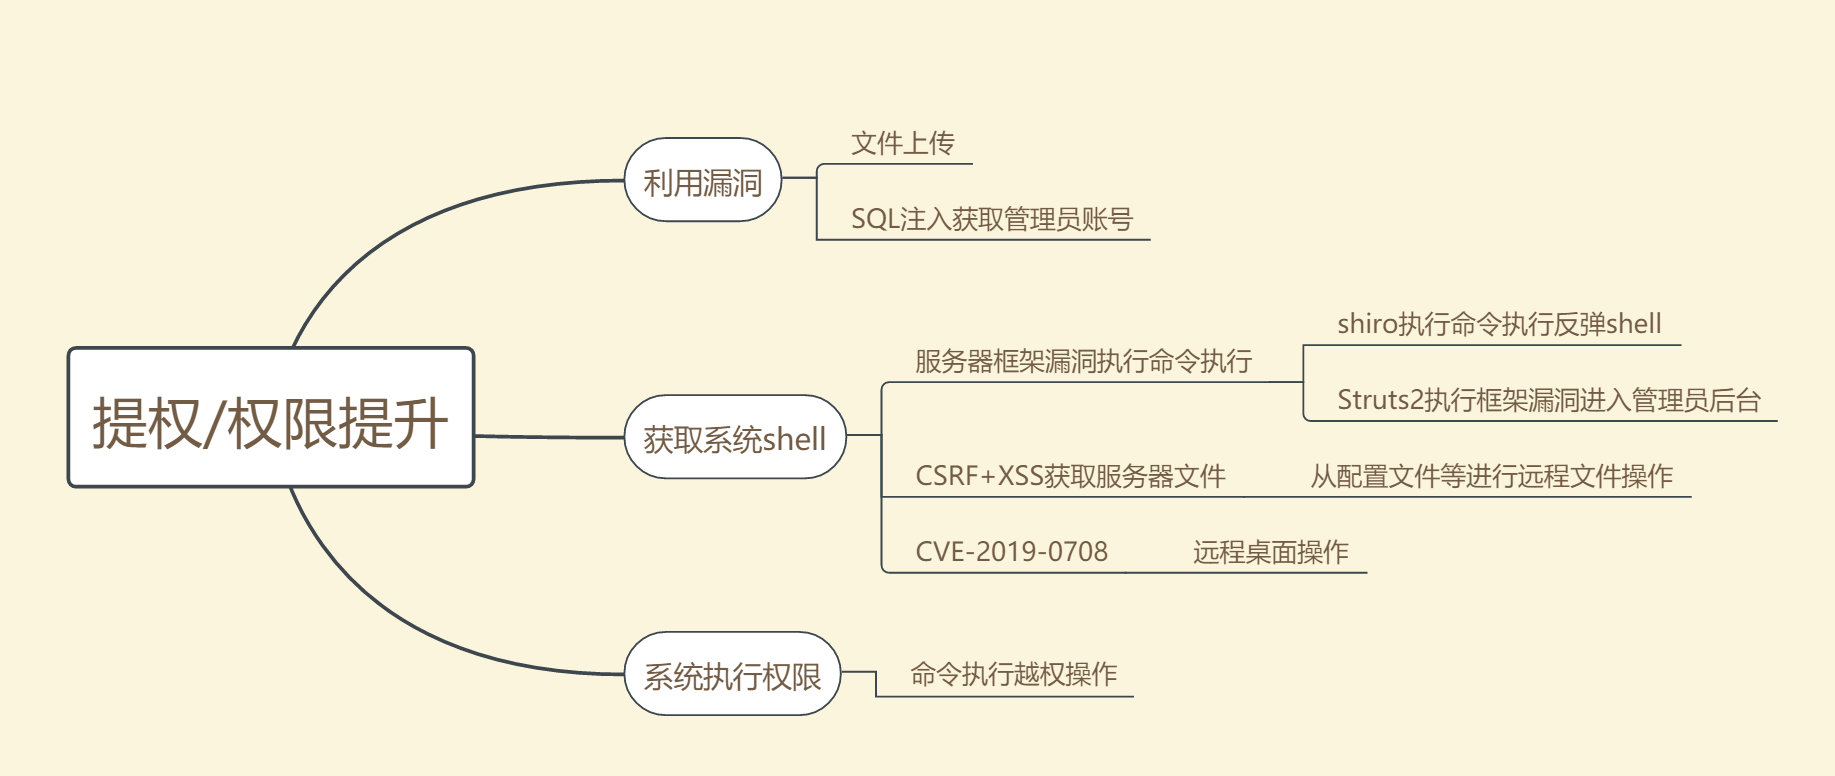 提权/权限提升
利用漏洞
文件上传
SQL注入获取管理员账号
获取系统shell
服务器框架漏洞执行命令执行
shiro执行命令执行反弹shell
Struts2执行框架漏洞进入管理员后台
CSRF+XSS获取服务器文件
从配置文件等进行远程文件操作
CVE-2019-0708
远程桌面操作
系统执行权限
命令执行越权操作